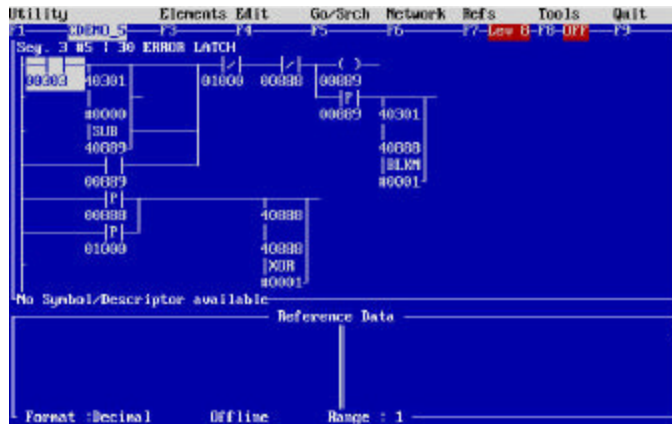 Utility Elements Edit Go/Srch Network Refs Tools Quit
F1 F3 F4 F5 F6 F7-Lev 8-F8-OFF F9
Seg. 3 #5 | 30 ERROR LATCH
00303 40301 01000 00888 00889
#0000 00889 40301
SUB
40889 40888
BLKM
00889 #0001
P
00888 40888
P
01000 40888
XOR
#0001
No Symbol/Descriptor available
Reference Data
Format :Decimal Offline Range : 1